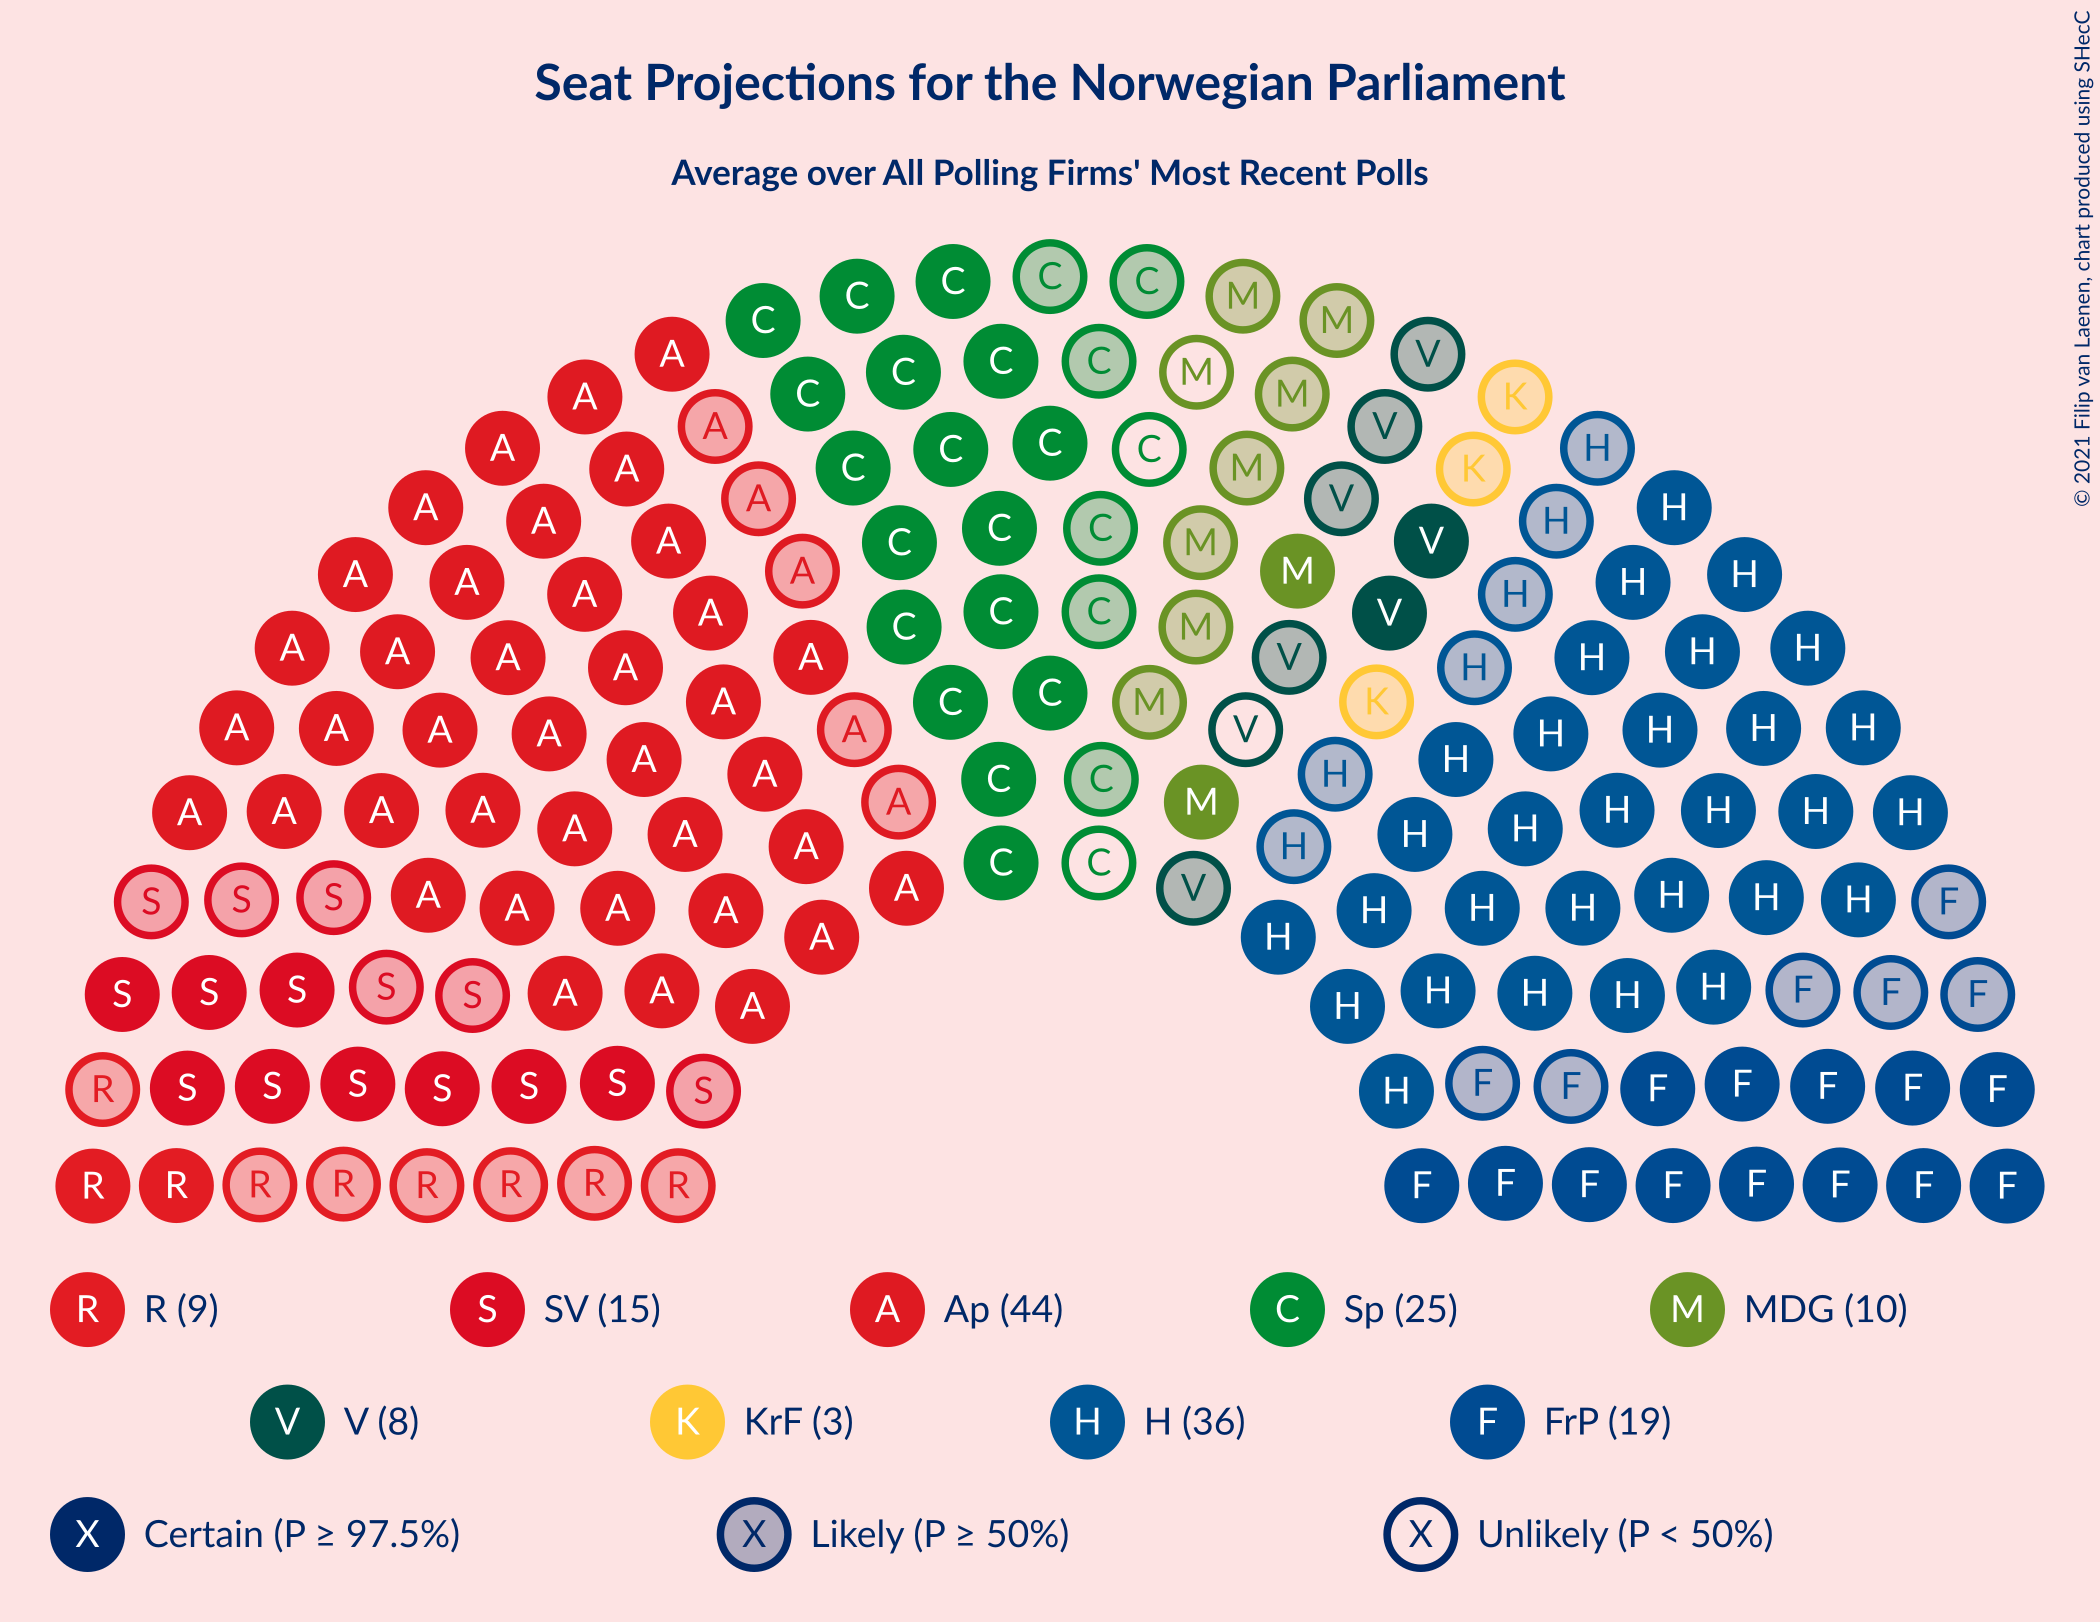 Seat Projections for the Norwegian Parliament
Average over All Polling Firms' Most Recent Polls
© 2021 Filip van Laenen, chart produced using SHecC
C C C C C M M
A C C C C M M V K
A A C C C C M V K H
A A A C C C M M V V H H
A A A A C C C M V V K H H H
A A A A A C C M V H H H H H
A A A A A A C C M H H H H H H
A A A A A A A C C V H H H H H H H
S S S A A A A A H H H H H H F
S S S S S A A A H H H H H F F F
R S S S S S S S H F F F F F F F
R R R R R R R R F F F F F F F F
R R (9) S SV (15) A Ap (44) C Sp (25) M MDG (10)
V V (8) K KrF (3) H H (36) F FrP (19)
X Certain (P ≥ 97.5%) X Likely (P ≥ 50%) X Unlikely (P < 50%)